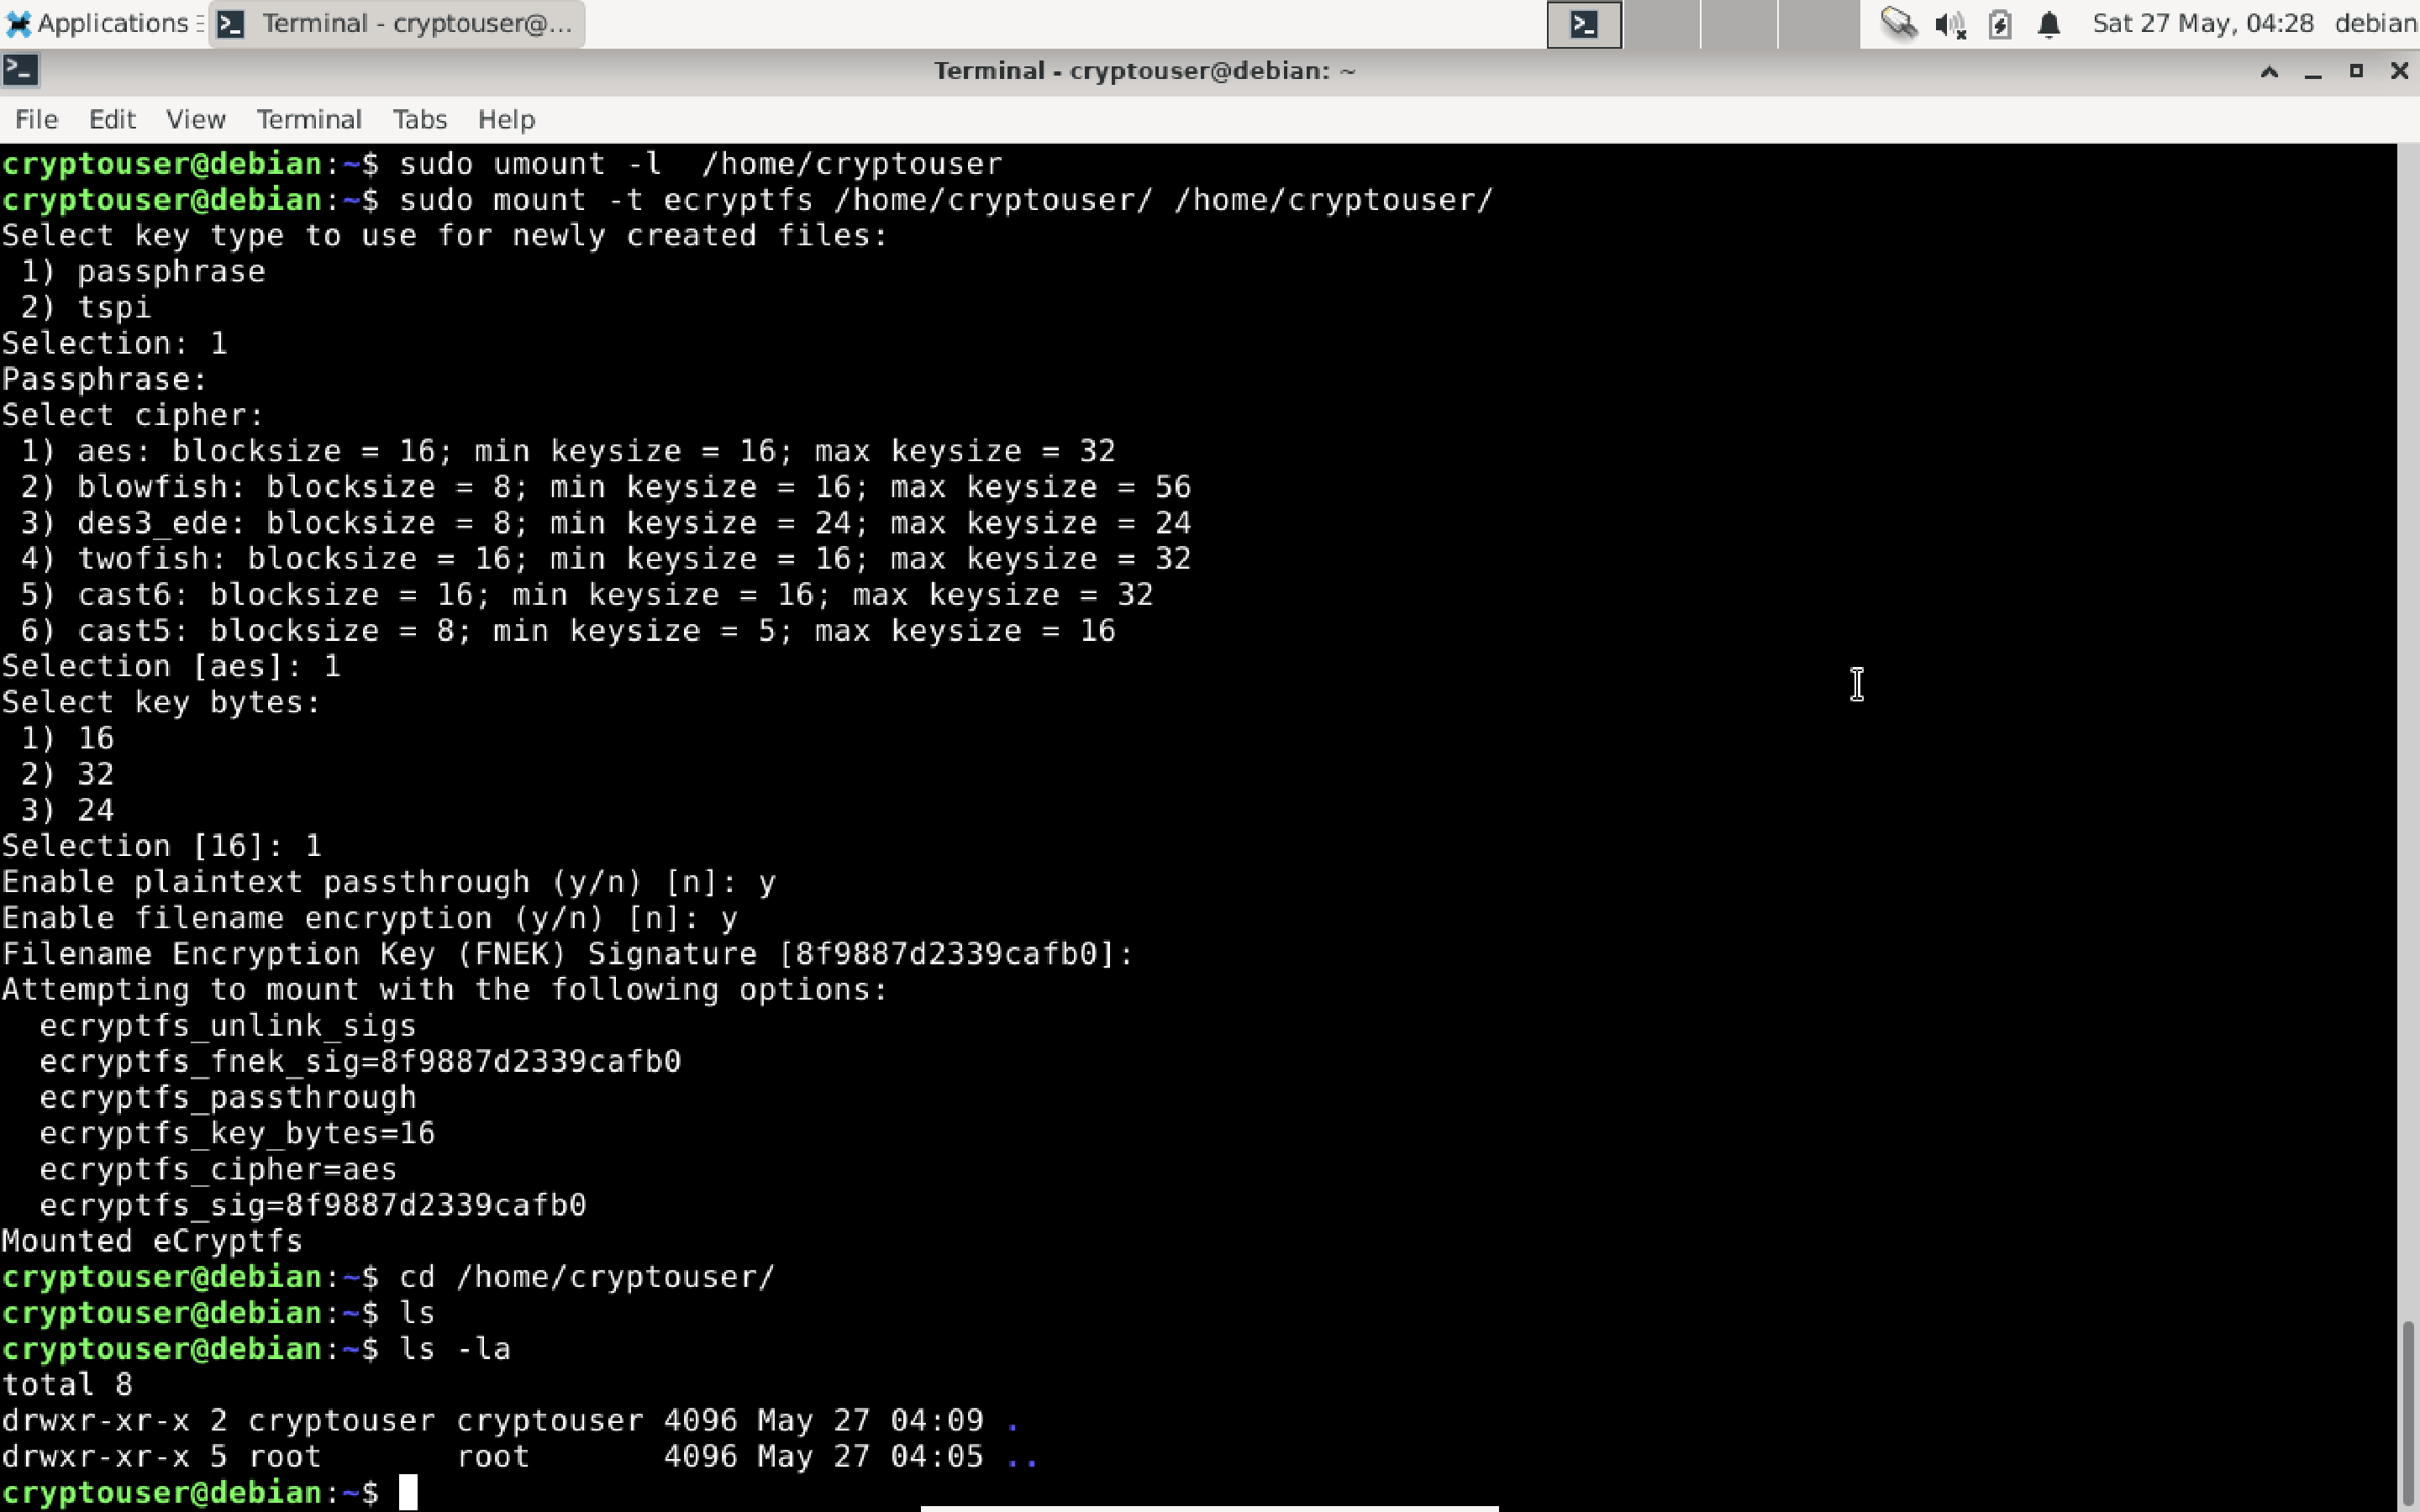 Applications Terminal - cryptouser@... Sat 27 May, 04:28 debian
Terminal - cryptouser@debian: ~
File Edit View Terminal Tabs Help
cryptouser@debian:~$ sudo umount -l  /home/cryptouser
cryptouser@debian:~$ sudo mount -t ecryptfs /home/cryptouser/ /home/cryptouser/
Select key type to use for newly created files:
 1) passphrase
 2) tspi
Selection: 1
Passphrase:
Select cipher:
 1) aes: blocksize = 16; min keysize = 16; max keysize = 32
 2) blowfish: blocksize = 8; min keysize = 16; max keysize = 56
 3) des3_ede: blocksize = 8; min keysize = 24; max keysize = 24
 4) twofish: blocksize = 16; min keysize = 16; max keysize = 32
 5) cast6: blocksize = 16; min keysize = 16; max keysize = 32
 6) cast5: blocksize = 8; min keysize = 5; max keysize = 16
Selection [aes]: 1
Select key bytes:
 1) 16
 2) 32
 3) 24
Selection [16]: 1
Enable plaintext passthrough (y/n) [n]: y
Enable filename encryption (y/n) [n]: y
Filename Encryption Key (FNEK) Signature [8f9887d2339cafb0]:
Attempting to mount with the following options:
  ecryptfs_unlink_sigs
  ecryptfs_fnek_sig=8f9887d2339cafb0
  ecryptfs_passthrough
  ecryptfs_key_bytes=16
  ecryptfs_cipher=aes
  ecryptfs_sig=8f9887d2339cafb0
Mounted eCryptfs
cryptouser@debian:~$ cd /home/cryptouser/
cryptouser@debian:~$ ls
cryptouser@debian:~$ ls -la
total 8
drwxr-xr-x 2 cryptouser cryptouser 4096 May 27 04:09 .
drwxr-xr-x 5 root       root       4096 May 27 04:05 ..
cryptouser@debian:~$